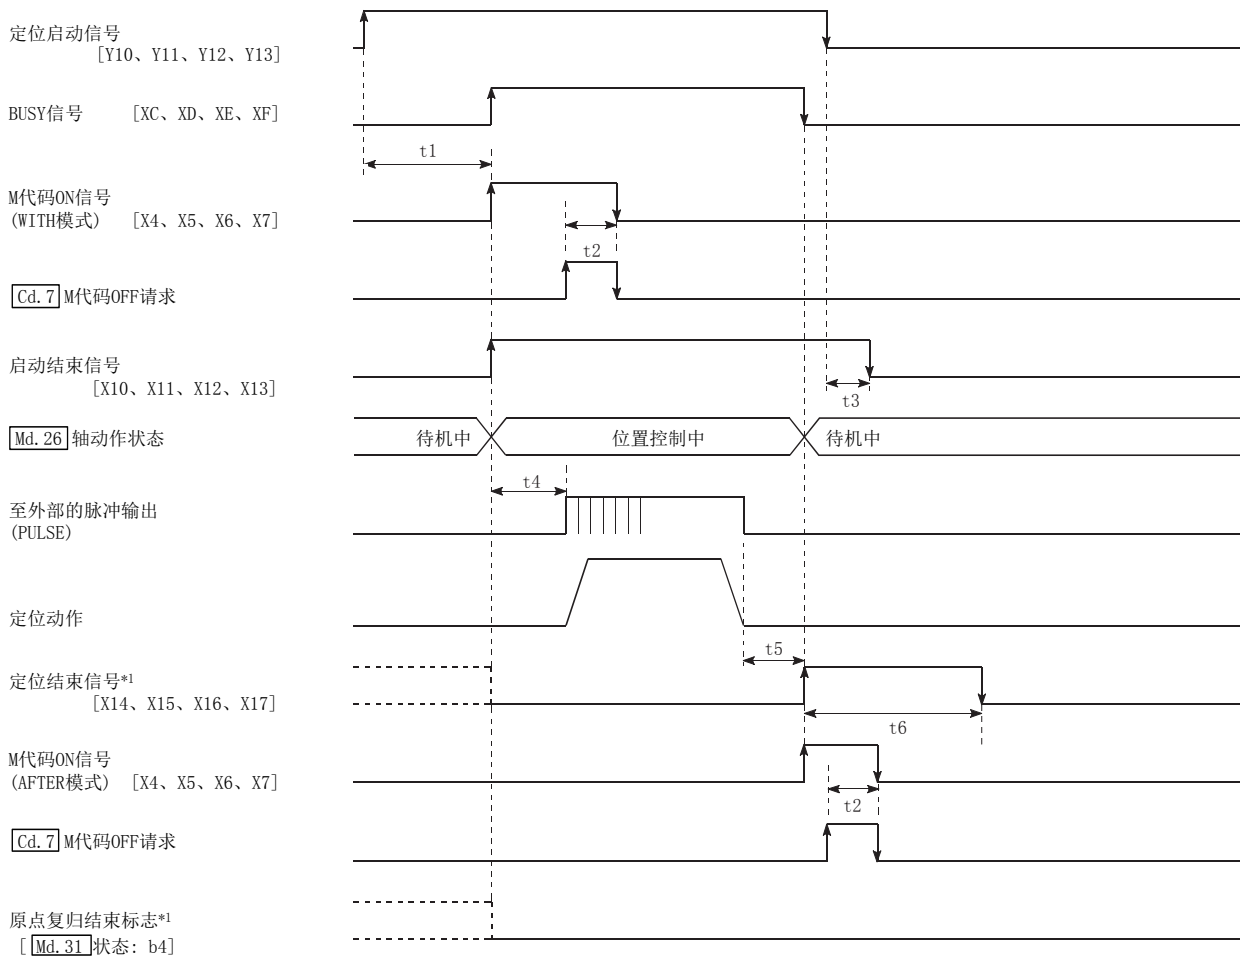 定位启动信号
[Y10、Y11、Y12、Y13]
BUSY信号 [XC、XD、XE、XF]
t1
M代码ON信号
(WITH模式) [X4、X5、X6、X7]
t2
Cd.7 M代码OFF请求
启动结束信号
[X10、X11、X12、X13]
t3
Md.26 轴动作状态 待机中 位置控制中 待机中
t4
至外部的脉冲输出
(PULSE)
定位动作
t5
定位结束信号*1
[X14、X15、X16、X17]
t6
M代码ON信号
(AFTER模式) [X4、X5、X6、X7]
t2
Cd.7 M代码OFF请求
原点复归结束标志*1
[ Md.31 状态: b4]